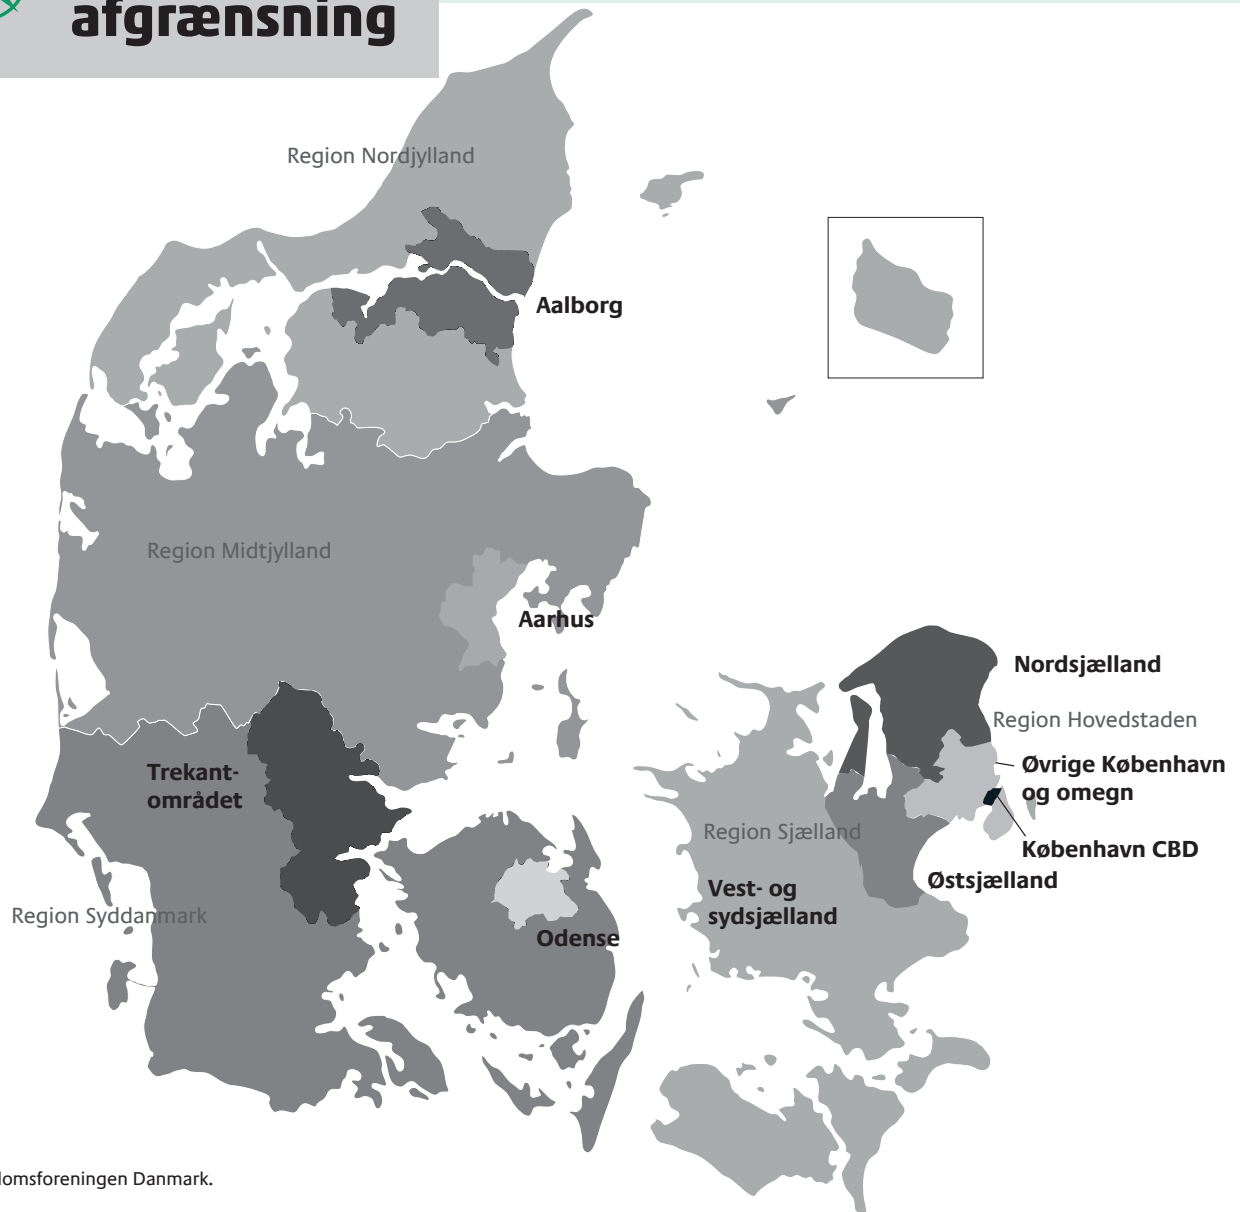 afgrænsning
Region Nordjylland
Aalborg
Region Midtjylland
Aarhus
Nordsjælland
Region Hovedstaden
Trekant-
området
Øvrige København
og omegn
Region Sjælland
København CBD
Østsjælland
Vest- og
sydsjælland
Region Syddanmark
Odense
Danmark.